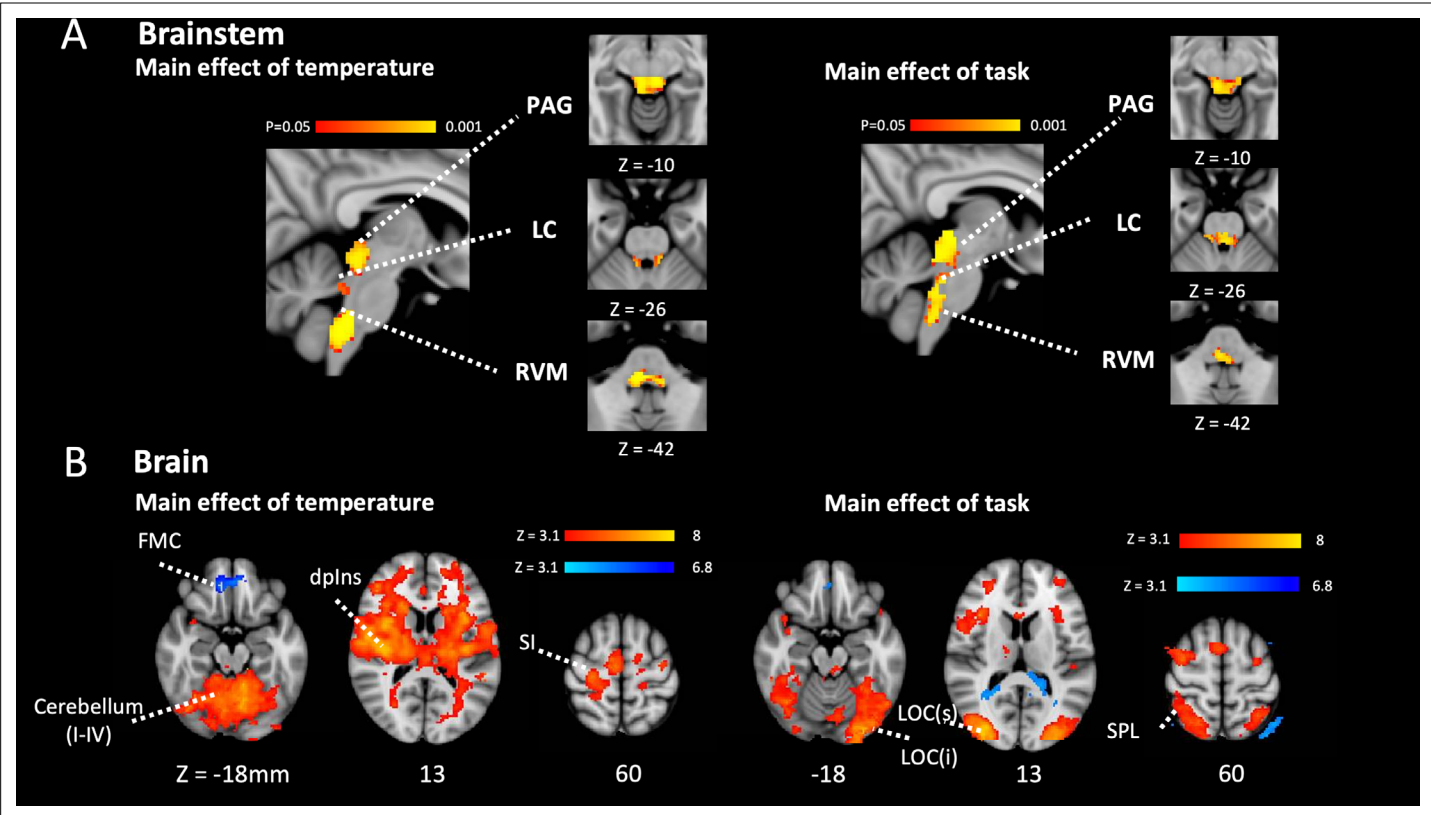 A
Brainstem
Main effect of temperature
P=0.05
0.001
PAG
LC
RVM
Z = -10
Z = -26
Z = -42
Main effect of task
P=0.05
0.001
PAG
LC
RVM
Z = -10
Z = -26
Z = -42
B
Brain
Main effect of temperature
FMC
dpIns
Z = 3.1
8
Z = 3.1
6.8
SI
Cerebellum
(I-IV)
Z = -18mm
13
60
Main effect of task
Z = 3.1
8
Z = 3.1
6.8
LOC(s)
LOC(i)
SPL
-18
13
60